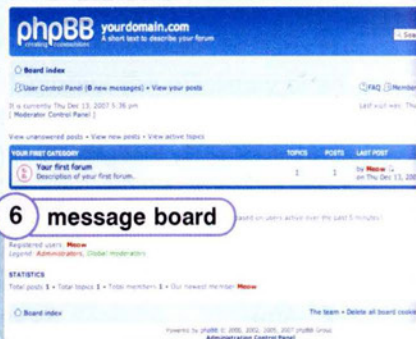 phpBB
creating communities
yourdomain.com
A short text to describe your forum
Board index
User Control Panel (0 new messages) • View your posts
FAQ
It is currently Thu Dec 13, 2007 5:36 pm
[ Moderator Control Panel ]
View unanswered posts • View new posts • View active topics
YOUR FIRST CATEGORY TOPICS POSTS LAST POST
Your first forum
Description of your first forum.
1 1
by Meow
on Thu Dec 13, 200
6 message board
based on users active over the past 5 minutes)
Registered users: Meow
Legend: Administrators, Global moderators
STATISTICS
Total posts 1 • Total topics 1 • Total members 1 • Our newest member Meow
Board index
The team • Delete all board cookie
Powered by phpBB © 2000, 2002, 2005, 2007 phpBB Group
Administration Control Panel